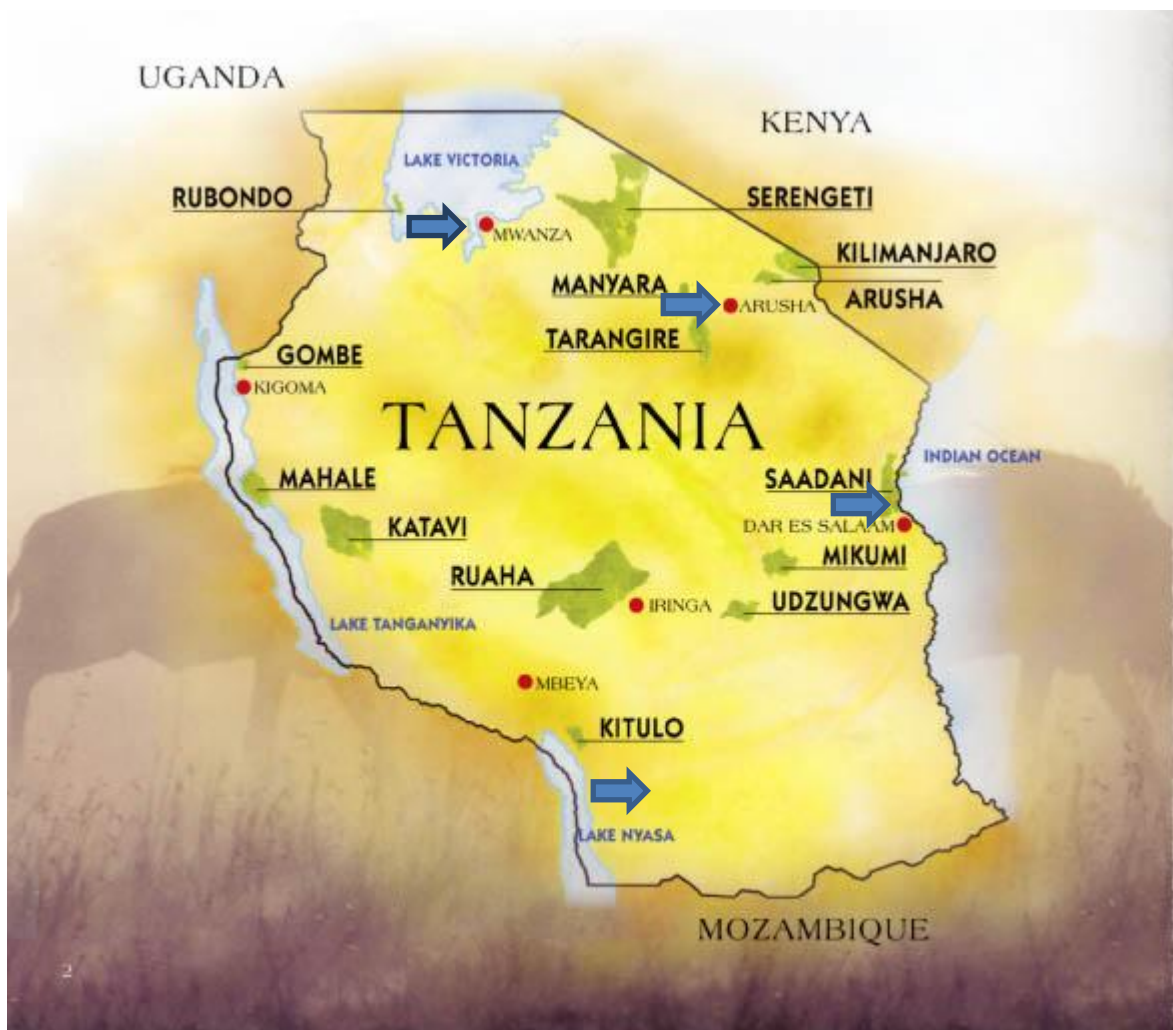 UGANDA
KENYA
LAKE VICTORIA
RUBONDO
SERENGETI
MWANZA
KILIMANJARO
MANYARA
ARUSHA
ARUSHA
TARANGIRE
GOMBE
KIGOMA
TANZANIA
INDIAN OCEAN
MAHALE
SAADANI
KATAVI
DAR ES SALAAM
MIKUMI
RUAHA
IRINGA
UDZUNGWA
LAKE TANGANYIKA
MBEYA
KITULO
LAKE NYASA
MOZAMBIQUE
2